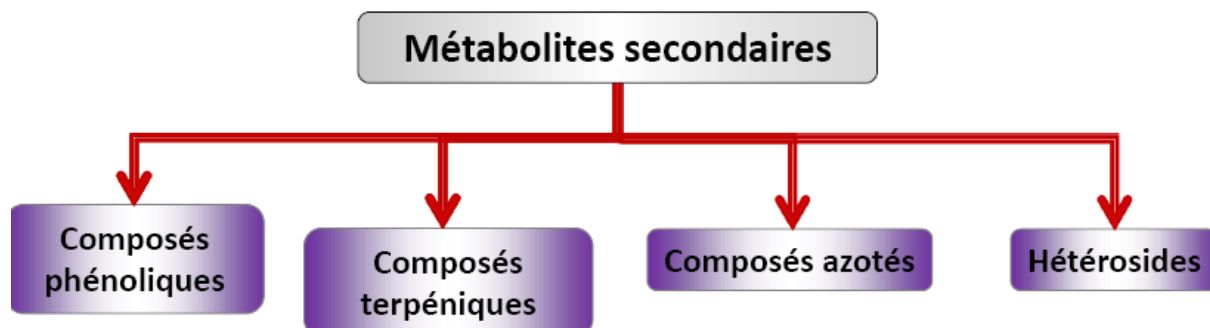 Métabolites secondaires
Composés
phénoliques
Composés
terpéniques
Composés azotés
Hétérosides